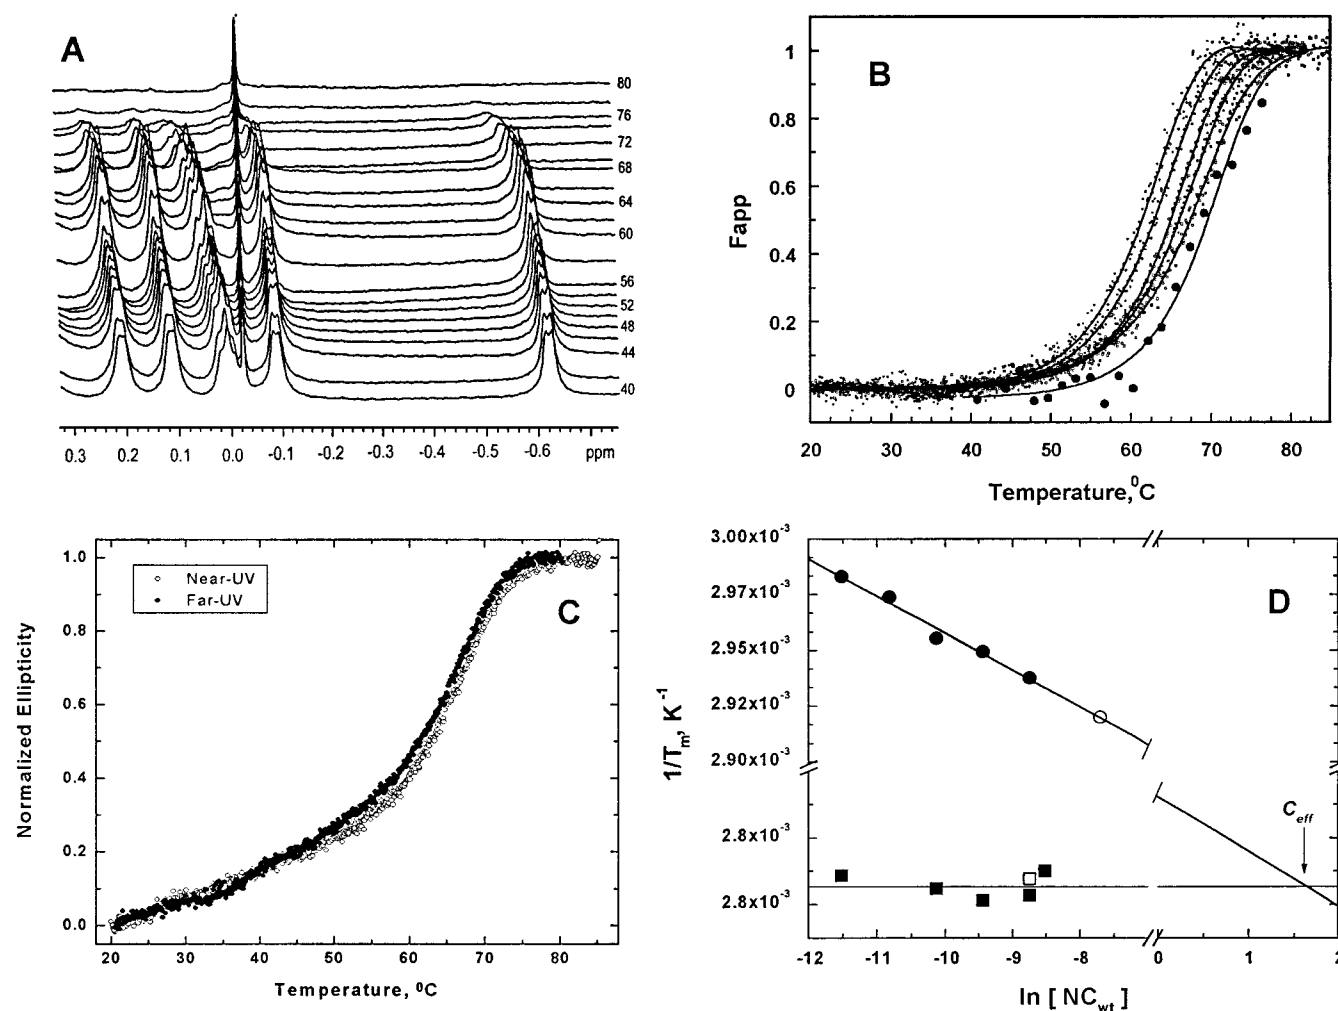 A
80
76
72
68
64
60
56
52
48
44
40
0.3 0.2 0.1 0.0 -0.1 -0.2 -0.3 -0.4 -0.5 -0.6 ppm
B
Fapp
1
0.8
0.6
0.4
0.2
0
20 30 40 50 60 70 80
Temperature,⁰C
C
Near-UV
Far-UV
Normalized Ellipticity
1.0
0.8
0.6
0.4
0.2
0.0
20 30 40 50 60 70 80
Temperature, ⁰C
D
1/Tm, K⁻¹
3.00x10⁻³
2.97x10⁻³
2.95x10⁻³
2.92x10⁻³
2.90x10⁻³
2.8x10⁻³
2.8x10⁻³
Ceff
-12 -11 -10 -9 -8 0 1 2
ln [ NCwt ]